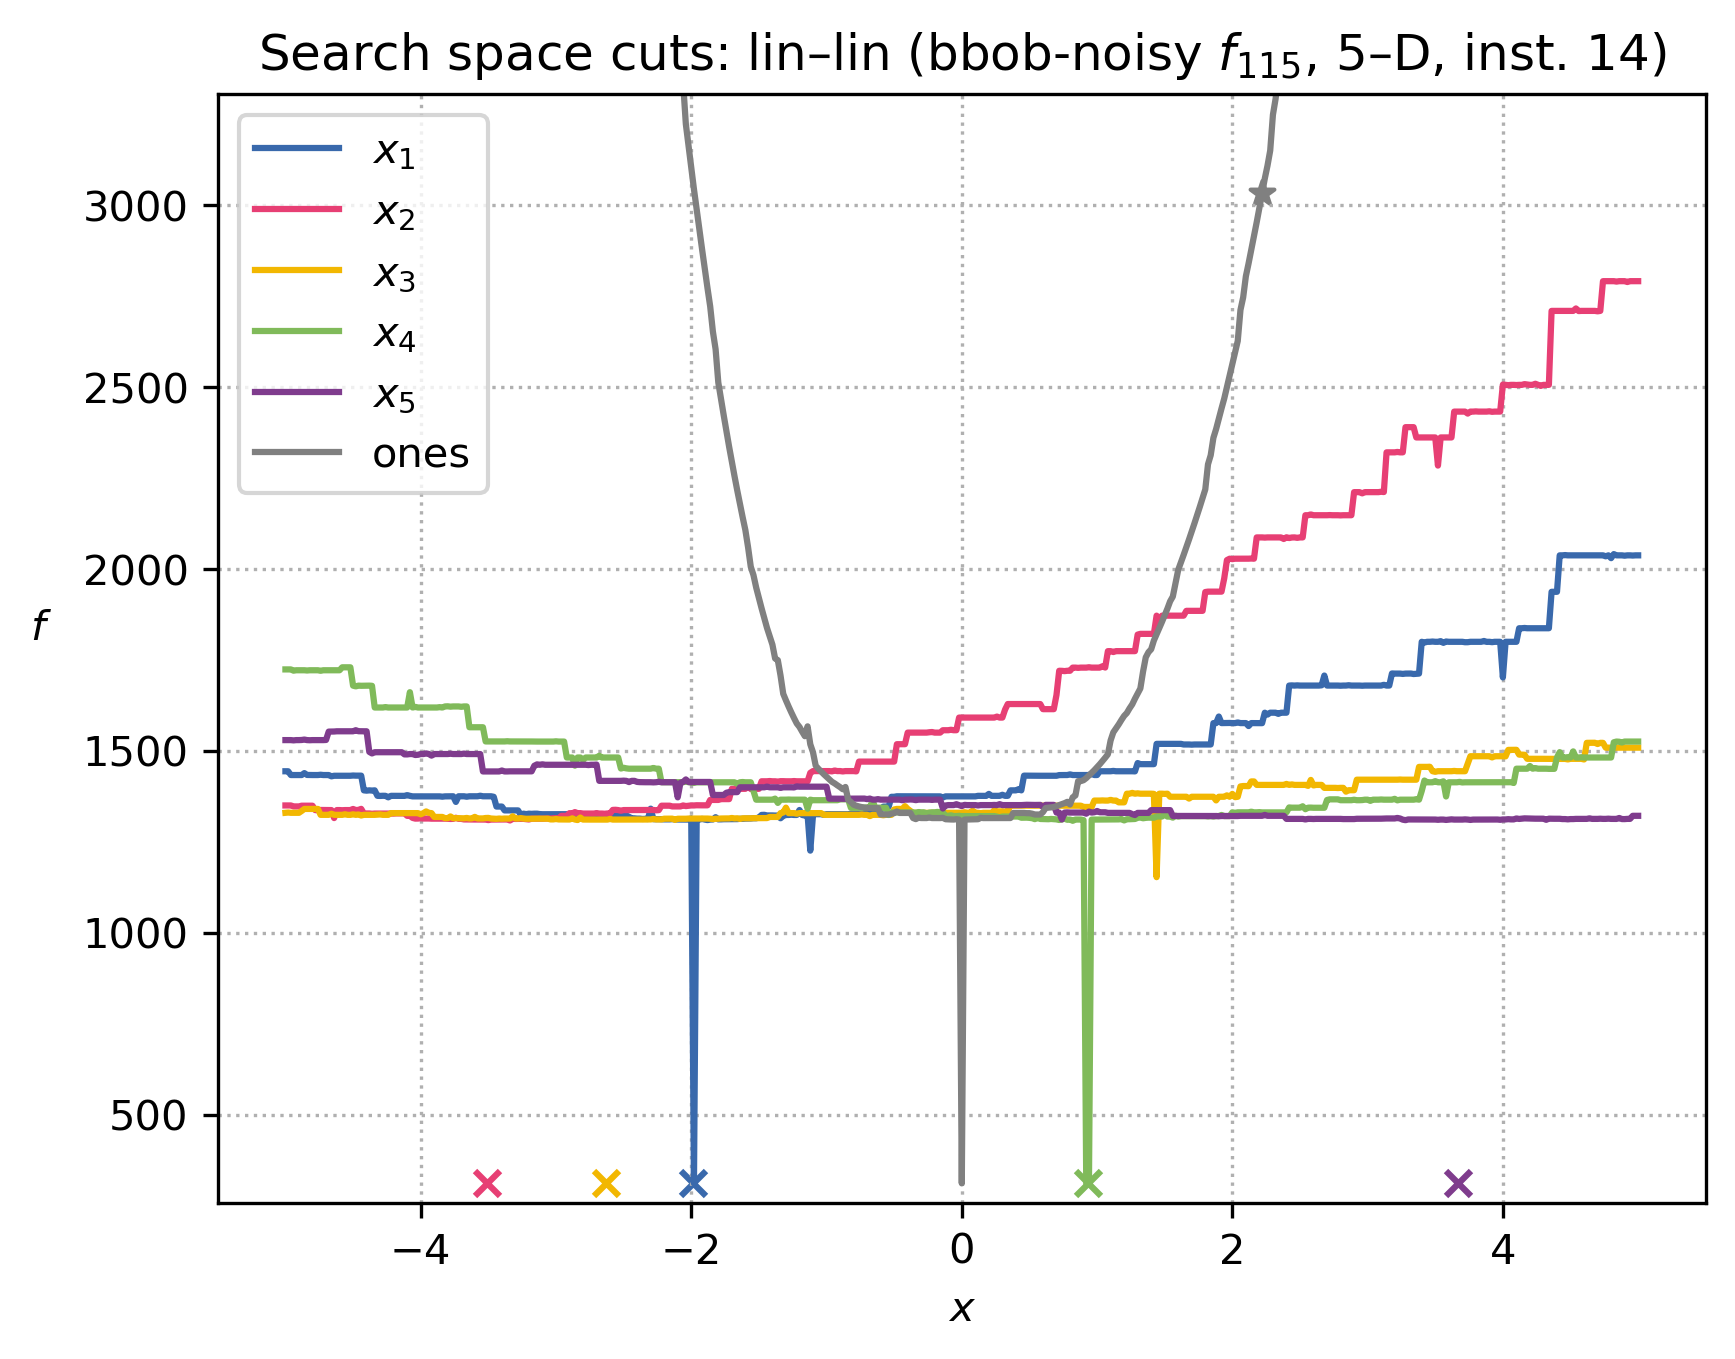 Search space cuts: lin–lin (bbob-noisy f₁₁₅, 5–D, inst. 14)
x₁
x₂
x₃
x₄
x₅
ones
3000
2500
2000
1500
1000
500
f
−4 −2 0 2 4
x